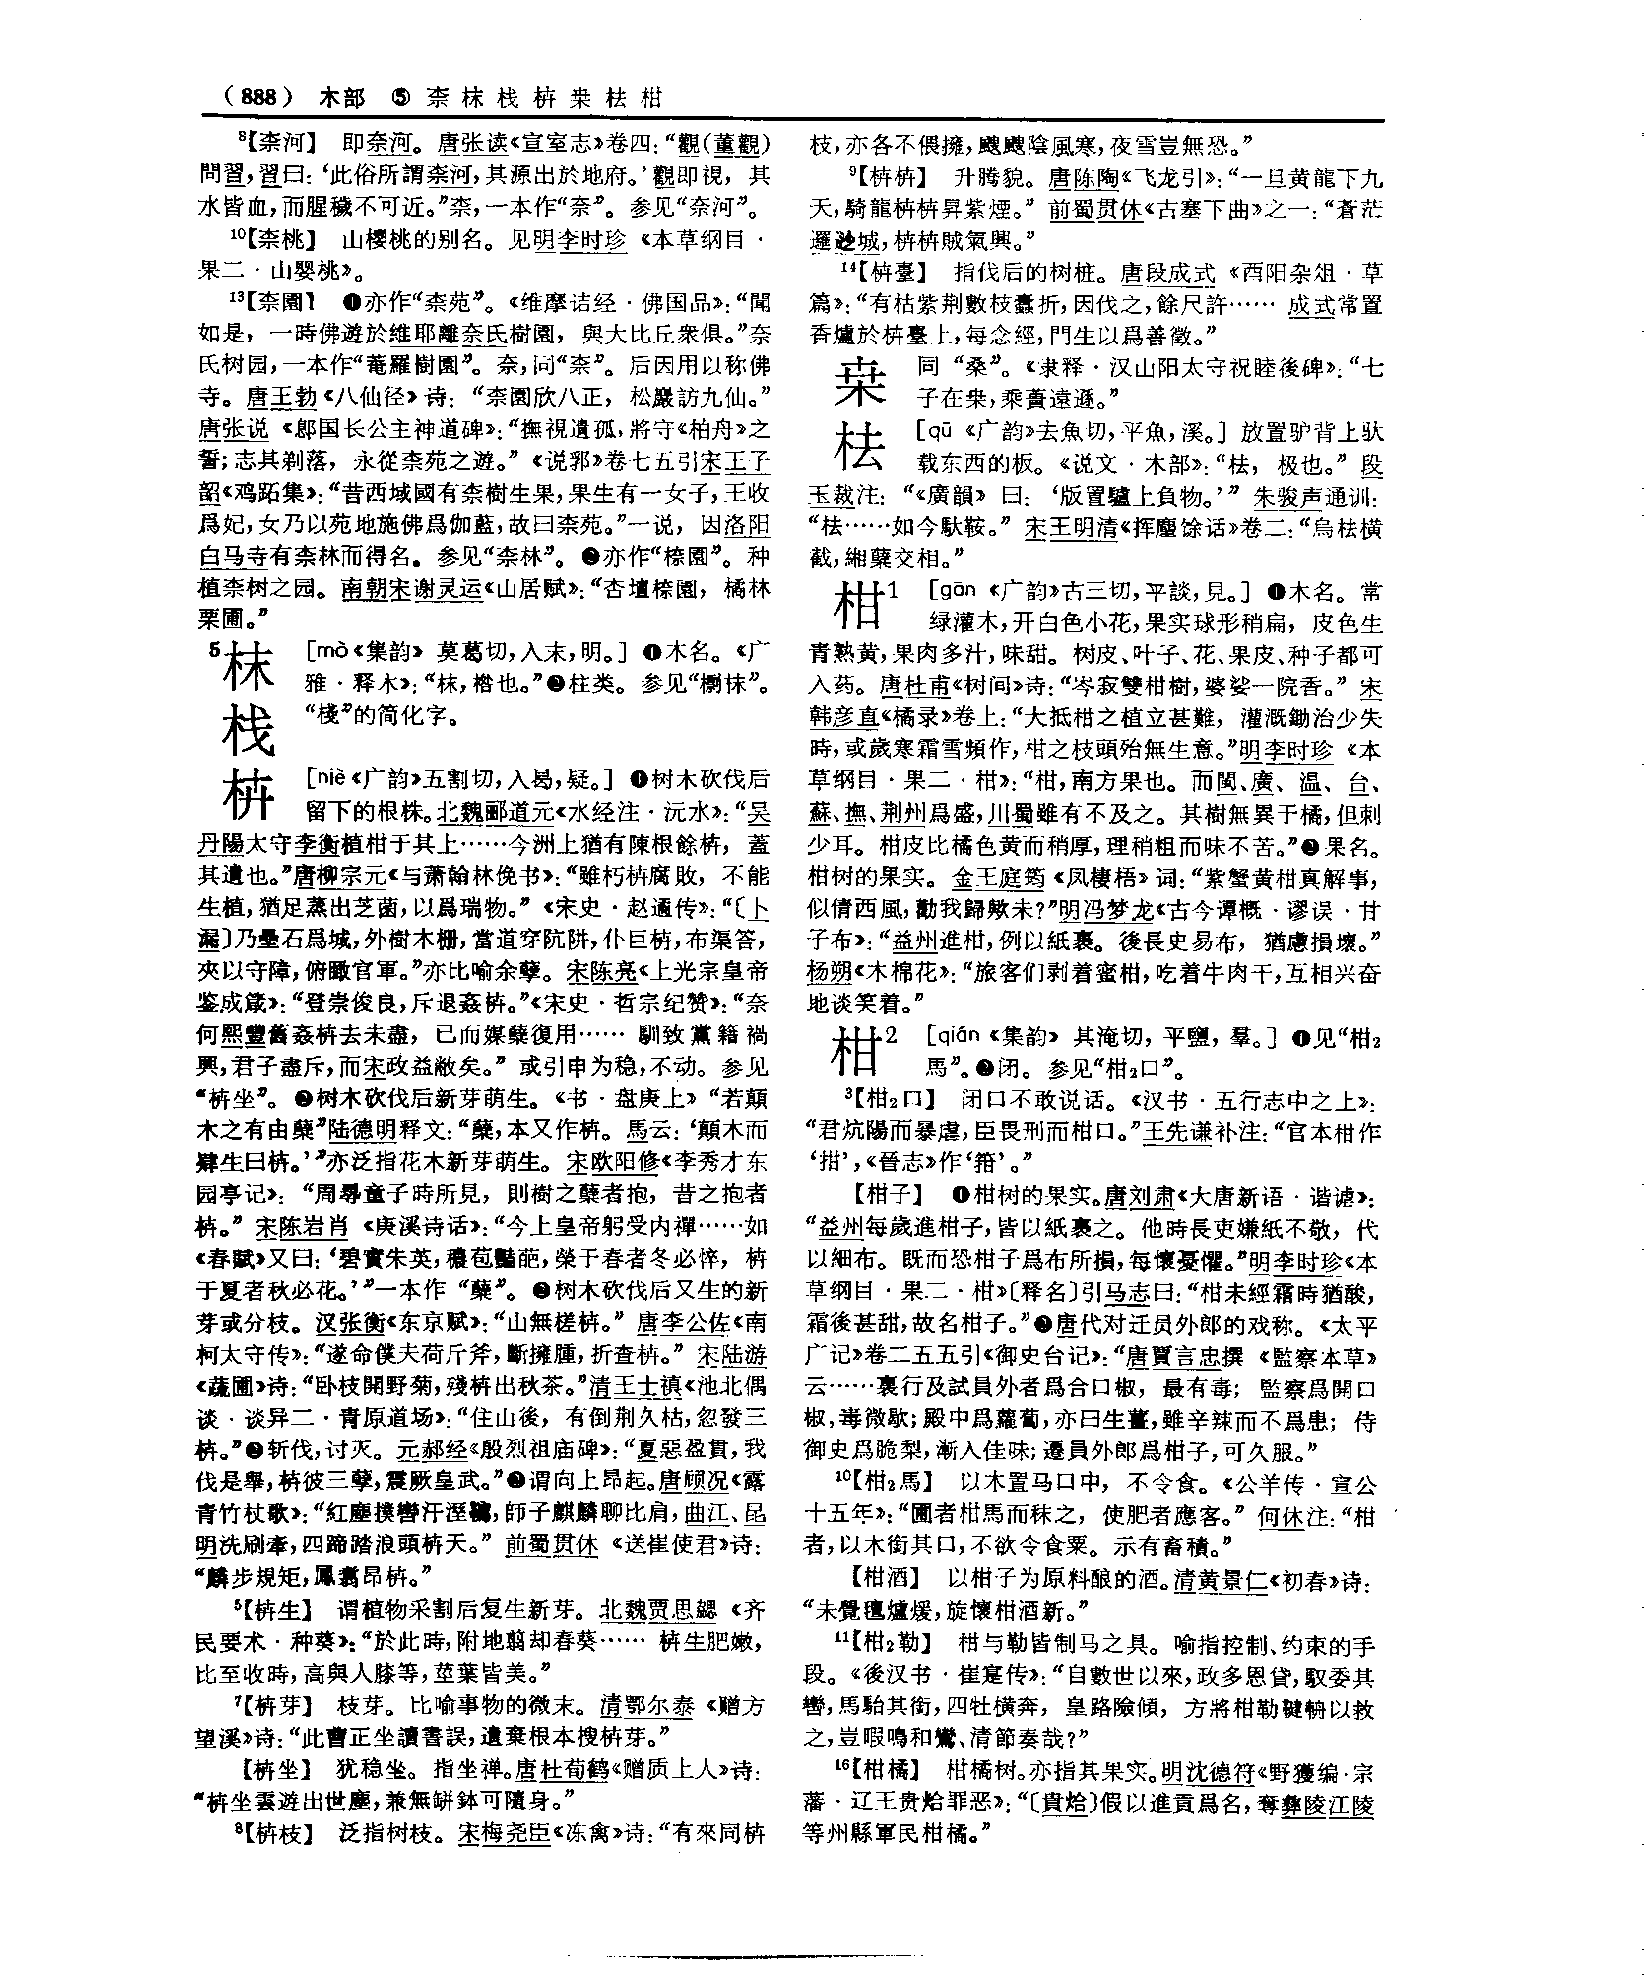 （888） 木部 ⑤ 柰枺栈枿桒桍柑
⁸【柰河】 即奈河。唐张读《宣室志》卷四：“觀（董觀）
問習，習曰：‘此俗所謂柰河，其源出於地府。’觀即視，其
水皆血，而腥穢不可近。”柰，一本作“奈”。参见“奈河”。
¹⁰【柰桃】 山樱桃的别名。见明李时珍《本草纲目·
果二·山嬰桃》。
¹³【柰園】 ❶亦作“柰苑”。《维摩诘经·佛国品》：“聞
如是，一時佛遊於維耶離奈氏樹園，與大比丘衆俱。”奈
氏树园，一本作“菴羅樹園”。奈，同“柰”。后因用以称佛
寺。唐王勃《八仙径》诗：“柰園欣八正，松巖訪九仙。”
唐张说《鄎国长公主神道碑》：“撫視遺孤，將守《柏舟》之
誓；志其剃落，永從柰苑之遊。”《说郛》卷七五引宋王子
韶《鸡跖集》：“昔西域國有柰樹生果，果生有一女子，王收
爲妃，女乃以苑地施佛爲伽藍，故曰柰苑。”一说，因洛阳
白马寺有柰林而得名。参见“柰林”。❷亦作“㮈園”。种
植柰树之园。南朝宋谢灵运《山居赋》：“杏壇㮈園，橘林
栗圃。”
⁵枺 [mò《集韵》莫葛切，入末，明。] ❶木名。《广
雅·释木》：“枺，榰也。”❷柱类。参见“欂枺”。
栈 “棧”的简化字。
枿 [niè《广韵》五割切，入曷，疑。] ❶树木砍伐后
留下的根株。北魏郦道元《水经注·沅水》：“吴
丹陽太守李衡植柑于其上……今洲上猶有陳根餘枿，蓋
其遺也。”唐柳宗元《与萧翰林俛书》：“雖朽枿腐敗，不能
生植，猶足蒸出芝菌，以爲瑞物。”《宋史·赵遹传》：“〔卜
漏〕乃壘石爲城，外樹木栅，當道穿阬阱，仆巨枿，布渠答，
夾以守障，俯瞰官軍。”亦比喻余孽。宋陈亮《上光宗皇帝
鉴成箴》：“登崇俊良，斥退姦枿。”《宋史·哲宗纪赞》：“奈
何熙豐舊姦枿去未盡，已而媒蘖復用…… 馴致黨籍禍
興，君子盡斥，而宋政益敝矣。”或引申为稳，不动。参见
“枿坐”。❷树木砍伐后新芽萌生。《书·盘庚上》“若顛
木之有由蘖”陆德明释文：“蘖，本又作枿。馬云：‘顛木而
肄生曰枿。’”亦泛指花木新芽萌生。宋欧阳修《李秀才东
园亭记》：“周尋童子時所見，則樹之蘖者抱，昔之抱者
枿。”宋陈岩肖《庚溪诗话》：“今上皇帝躬受内禪……如
《春賦》又曰：‘碧實朱英，穠苞豔葩，榮于春者冬必悴，枿
于夏者秋必花。’”一本作“蘖”。❸树木砍伐后又生的新
芽或分枝。汉张衡《东京赋》：“山無槎枿。”唐李公佐《南
柯太守传》：“遂命僕夫荷斤斧，斷擁腫，折查枿。”宋陆游
《蔬圃》诗：“卧枝開野菊，殘枿出秋茶。”清王士禛《池北偶
谈·谈异二·青原道场》：“住山後，有倒荆久枯，忽發三
枿。”❹斩伐，讨灭。元郝经《殷烈祖庙碑》：“夏惡盈貫，我
伐是舉，枿彼三孽，震厥皇武。”❺谓向上昂起。唐顾况《露
青竹杖歌》：“紅塵撲轡汗溼韉，師子麒麟聊比肩，曲江、昆
明洗刷牽，四蹄踏浪頭枿天。”前蜀贯休《送崔使君》诗：
“麟步規矩，鳳翥昂枿。”
⁵【枿生】 谓植物采割后复生新芽。北魏贾思勰《齐
民要术·种葵》：“於此時，附地翦却春葵…… 枿生肥嫩，
比至收時，高與人膝等，莖葉皆美。”
⁷【枿芽】 枝芽。比喻事物的微末。清鄂尔泰《赠方
望溪》诗：“此曹正坐讀書誤，遺棄根本搜枿芽。”
【枿坐】 犹稳坐。指坐禅。唐杜荀鹤《赠质上人》诗：
“枿坐雲遊出世塵，兼無缾鉢可隨身。”
⁸【枿枝】 泛指树枝。宋梅尧臣《冻禽》诗：“有來同枿
枝，亦各不偎擁，颼颼陰風寒，夜雪豈無恐。”
⁹【枿枿】 升腾貌。唐陈陶《飞龙引》：“一旦黄龍下九
天，騎龍枿枿昇紫煙。”前蜀贯休《古塞下曲》之一：“蒼茫
邏逤城，枿枿賊氣興。”
¹⁴【枿臺】 指伐后的树桩。唐段成式《酉阳杂俎·草
篇》：“有枯紫荆數枝蠹折，因伐之，餘尺許…… 成式常置
香爐於枿臺上，每念經，門生以爲善徵。”
桒 同“桑”。《隶释·汉山阳太守祝睦後碑》：“七
子在桒，乘藚遠遜。”
袪 [qū《广韵》去魚切，平魚，溪。] 放置驴背上驮
载东西的板。《说文·木部》：“柉，极也。”段
玉裁注：“《廣韻》曰：‘版置驢上負物。’”朱骏声通训：
“柉……如今馱鞍。”宋王明清《挥麈馀话》卷二：“烏柉橫
截，緗蘖交相。”
柑¹ [gān《广韵》古三切，平談，見。] ❶木名。常
绿灌木，开白色小花，果实球形稍扁，皮色生
青熟黄，果肉多汁，味甜。树皮、叶子、花、果皮、种子都可
入药。唐杜甫《树间》诗：“岑寂雙柑樹，婆娑一院香。”宋
韩彦直《橘录》卷上：“大抵柑之植立甚難，灌溉鋤治少失
時，或歲寒霜雪頻作，柑之枝頭殆無生意。”明李时珍《本
草纲目·果二·柑》：“柑，南方果也。而閩、廣、温、台、
蘇、撫、荆州爲盛，川蜀雖有不及之。其樹無異于橘，但刺
少耳。柑皮比橘色黄而稍厚，理稍粗而味不苦。”❷果名。
柑树的果实。金王庭筠《凤棲梧》词：“紫蟹黄柑真解事，
似倩西風，勸我歸歟未？”明冯梦龙《古今谭概·谬误·甘
子布》：“益州進柑，例以紙裹。後長史易布，猶慮損壞。”
杨朔《木棉花》：“旅客们剥着蜜柑，吃着牛肉干，互相兴奋
地谈笑着。”
柑² [qián《集韵》其淹切，平鹽，羣。] ❶见“柑₂
馬”。❷闭。参见“柑₂口”。
³【柑₂口】 闭口不敢说话。《汉书·五行志中之上》：
“君炕陽而暴虐，臣畏刑而柑口。”王先谦补注：“官本柑作
‘拑’，《晉志》作‘箝’。”
【柑子】 ❶柑树的果实。唐刘肃《大唐新语·谐谑》：
“益州每歲進柑子，皆以紙裹之。他時長吏嫌紙不敬，代
以細布。既而恐柑子爲布所損，每懷憂懼。”明李时珍《本
草纲目·果二·柑》〔释名〕引马志曰：“柑未經霜時猶酸，
霜後甚甜，故名柑子。”❷唐代对迁员外郎的戏称。《太平
广记》卷二五五引《御史台记》：“唐賈言忠撰《監察本草》
云……裏行及試員外者爲合口椒，最有毒；監察爲開口
椒，毒微歇；殿中爲蘿蔔，亦曰生薑，雖辛辣而不爲患；侍
御史爲脆梨，漸入佳味；遷員外郎爲柑子，可久服。”
¹⁰【柑₂馬】 以木置马口中，不令食。《公羊传·宣公
十五年》：“圍者柑馬而秣之，使肥者應客。”何休注：“柑
者，以木銜其口，不欲令食粟。示有畜積。”
【柑酒】 以柑子为原料酿的酒。清黄景仁《初春》诗：
“未覺氊爐煖，旋懷柑酒新。”
¹¹【柑₂勒】 柑与勒皆制马之具。喻指控制、约束的手
段。《後汉书·崔寔传》：“自數世以來，政多恩貸，馭委其
轡，馬駘其銜，四牡橫奔，皇路險傾，方將柑勒鞬輈以救
之，豈暇鳴和鸞、清節奏哉？”
¹⁶【柑橘】 柑橘树。亦指其果实。明沈德符《野獲编·宗
藩·辽王贵烚罪恶》：“〔貴烚〕假以進貢爲名，奪彝陵江陵
等州縣軍民柑橘。”